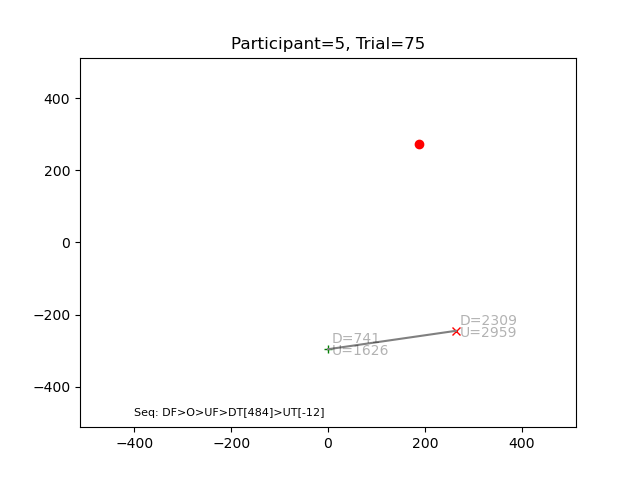 Participant=5, Trial=75
400
200
0
−200
−400
D=2309
U=2959
D=741
U=1626
Seq: DF>O>UF>DT[484]>UT[-12]
−400
−200
0
200
400